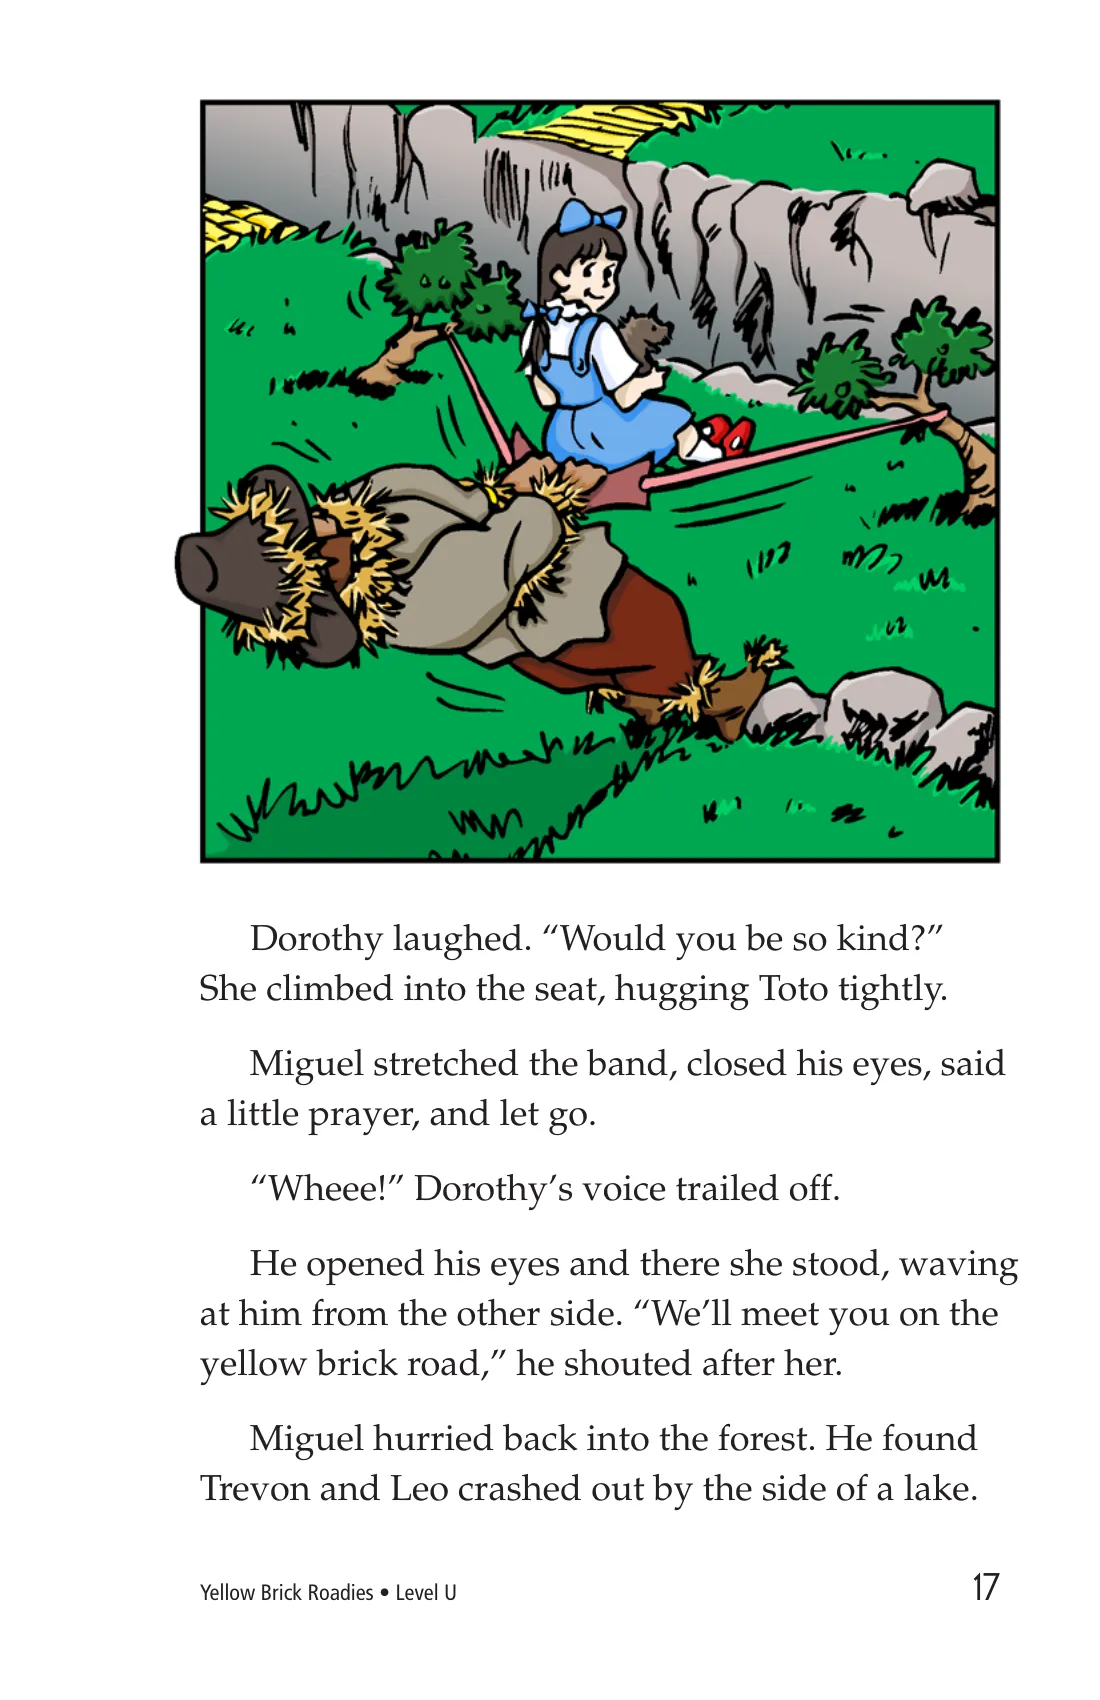 Dorothy laughed. “Would you be so kind?”
She climbed into the seat, hugging Toto tightly.
Miguel stretched the band, closed his eyes, said
a little prayer, and let go.
“Wheee!” Dorothy’s voice trailed off.
He opened his eyes and there she stood, waving
at him from the other side. “We’ll meet you on the
yellow brick road,” he shouted after her.
Miguel hurried back into the forest. He found
Trevon and Leo crashed out by the side of a lake.
Yellow Brick Roadies • Level U
17